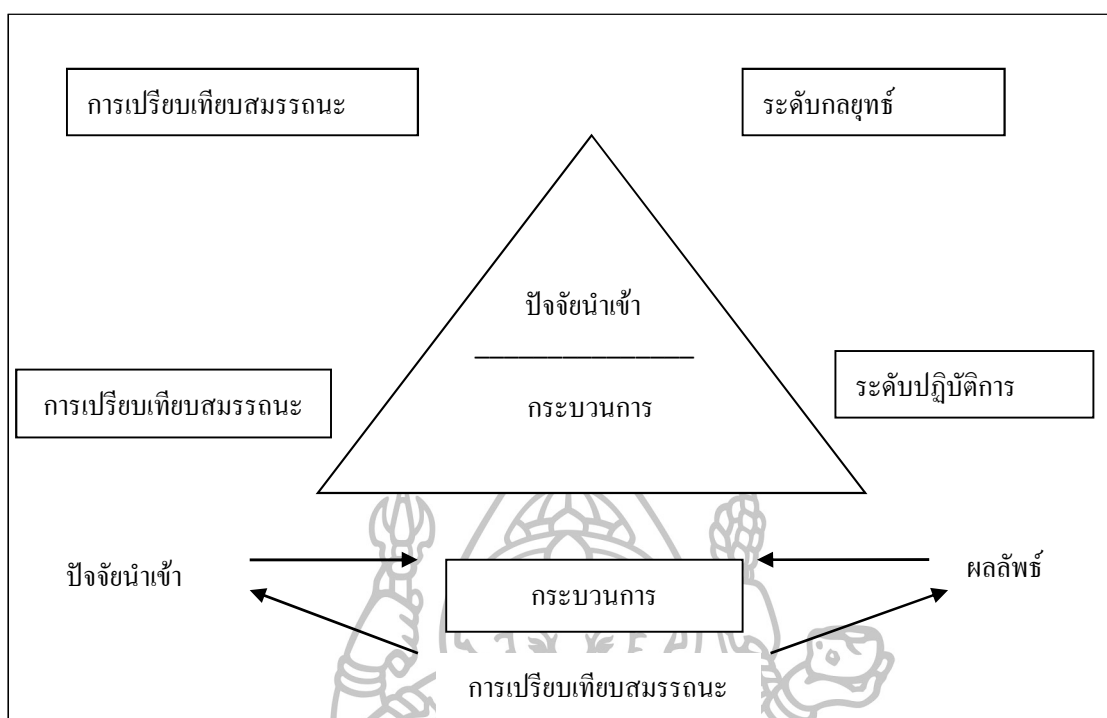 การเปรียบเทียบสมรรถนะ
ระดับกลยุทธ์
ปัจจัยนำเข้า
กระบวนการ
การเปรียบเทียบสมรรถนะ
ระดับปฏิบัติการ
ปัจจัยนำเข้า
กระบวนการ
ผลลัพธ์
การเปรียบเทียบสมรรถนะ